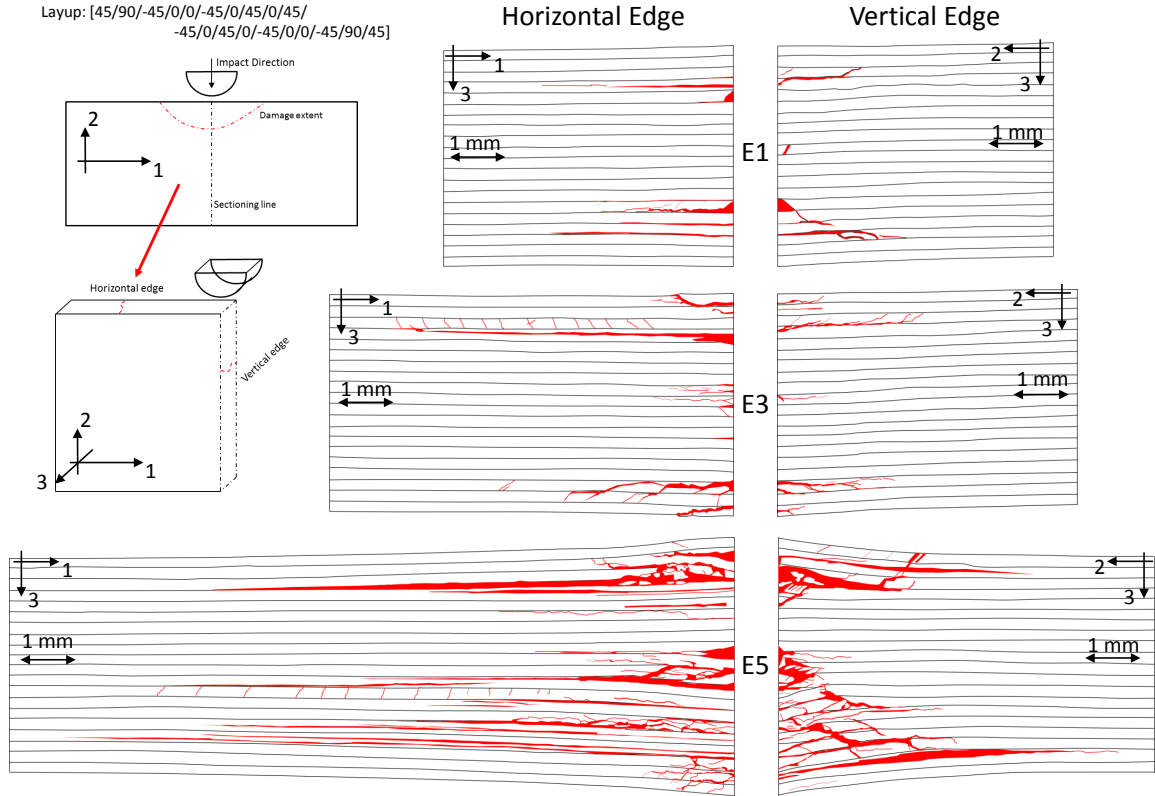 Layup: [45/90/-45/0/0/-45/0/45/0/45/
-45/0/45/0/-45/0/0/-45/90/45]
Horizontal Edge
Vertical Edge
Impact Direction
Damage extent
2
1
Sectioning line
Horizontal edge
Vertical edge
2
1
3
1
3
1 mm
E1
2
3
1 mm
1
3
1 mm
E3
2
3
1 mm
1
3
1 mm
E5
2
3
1 mm